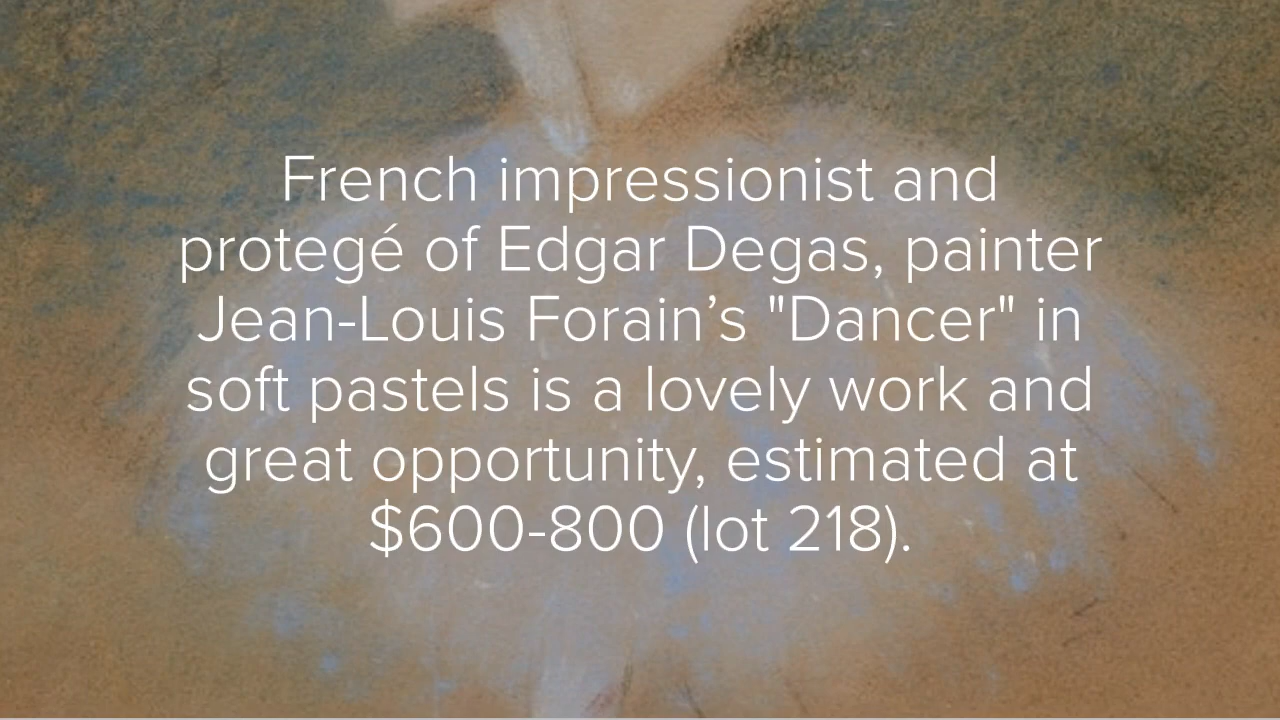 French impressionist and
protegé of Edgar Degas, painter
Jean-Louis Forain’s "Dancer" in
soft pastels is a lovely work and
great opportunity, estimated at
$600-800 (lot 218).